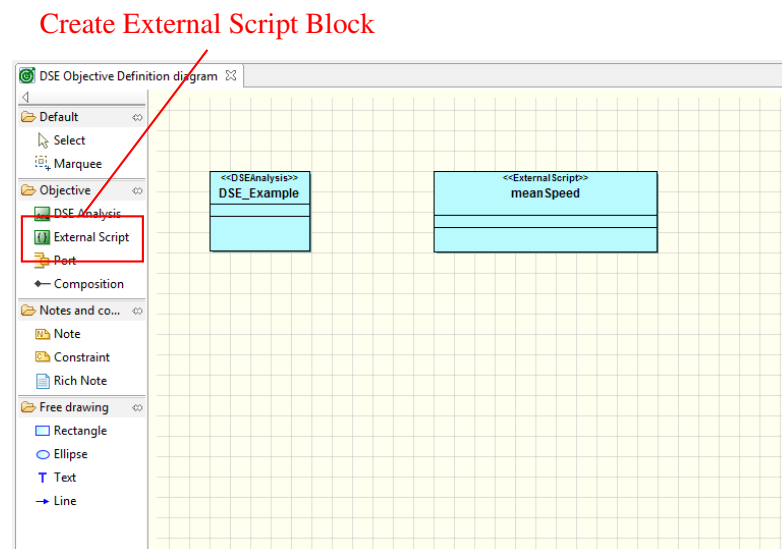 Create External Script Block
DSE Objective Definition diagram
Default
Select
Marquee
Objective
DSE Analysis
External Script
Port
Composition
Notes and co...
Note
Constraint
Rich Note
Free drawing
Rectangle
Ellipse
T Text
Line
<<DSEAnalysis>>
DSE_Example
<<ExternalScript>>
meanSpeed